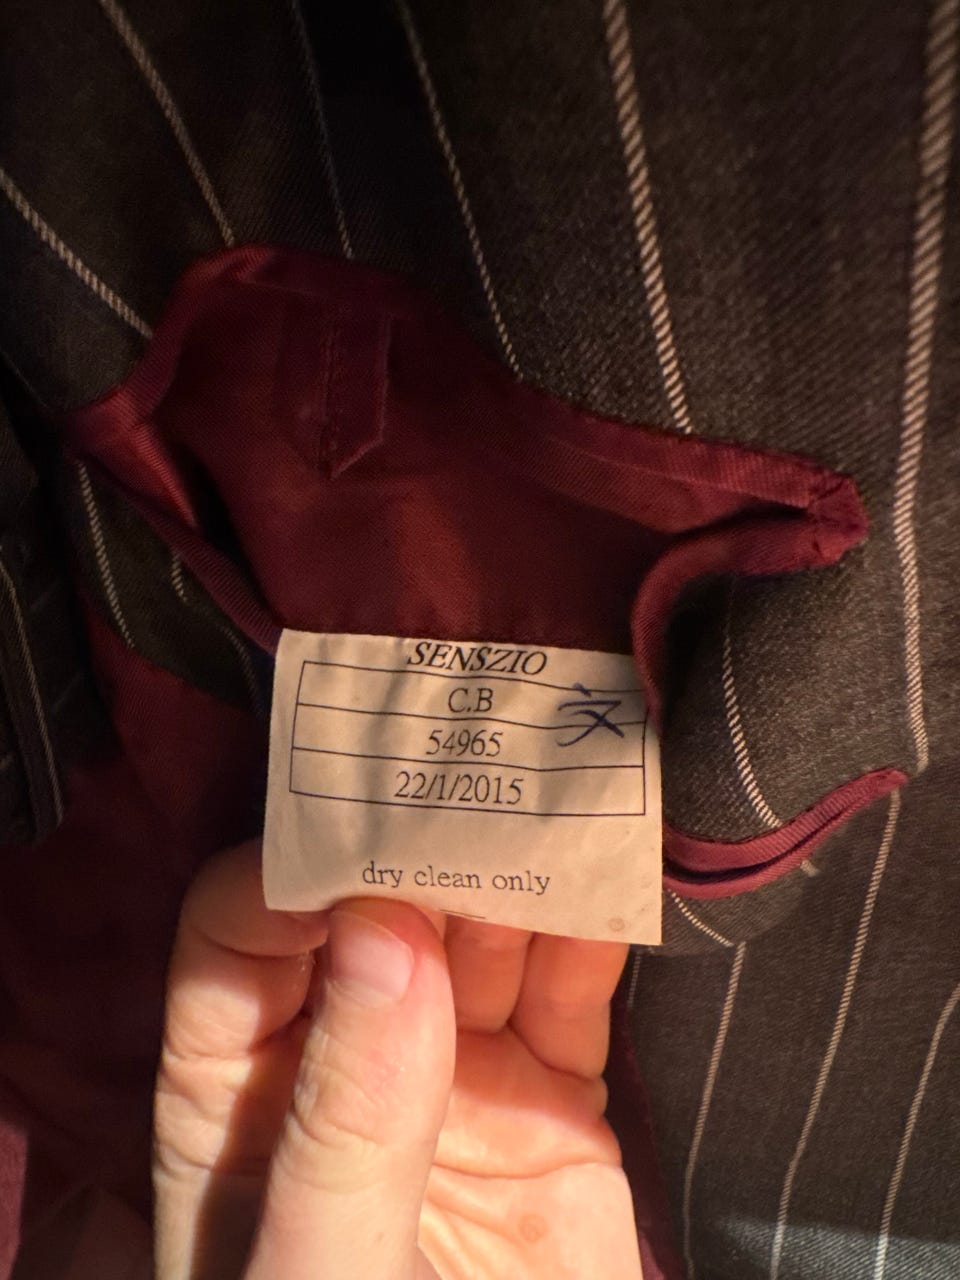 SENSZIO
C.B
54965
22/1/2015
dry clean only